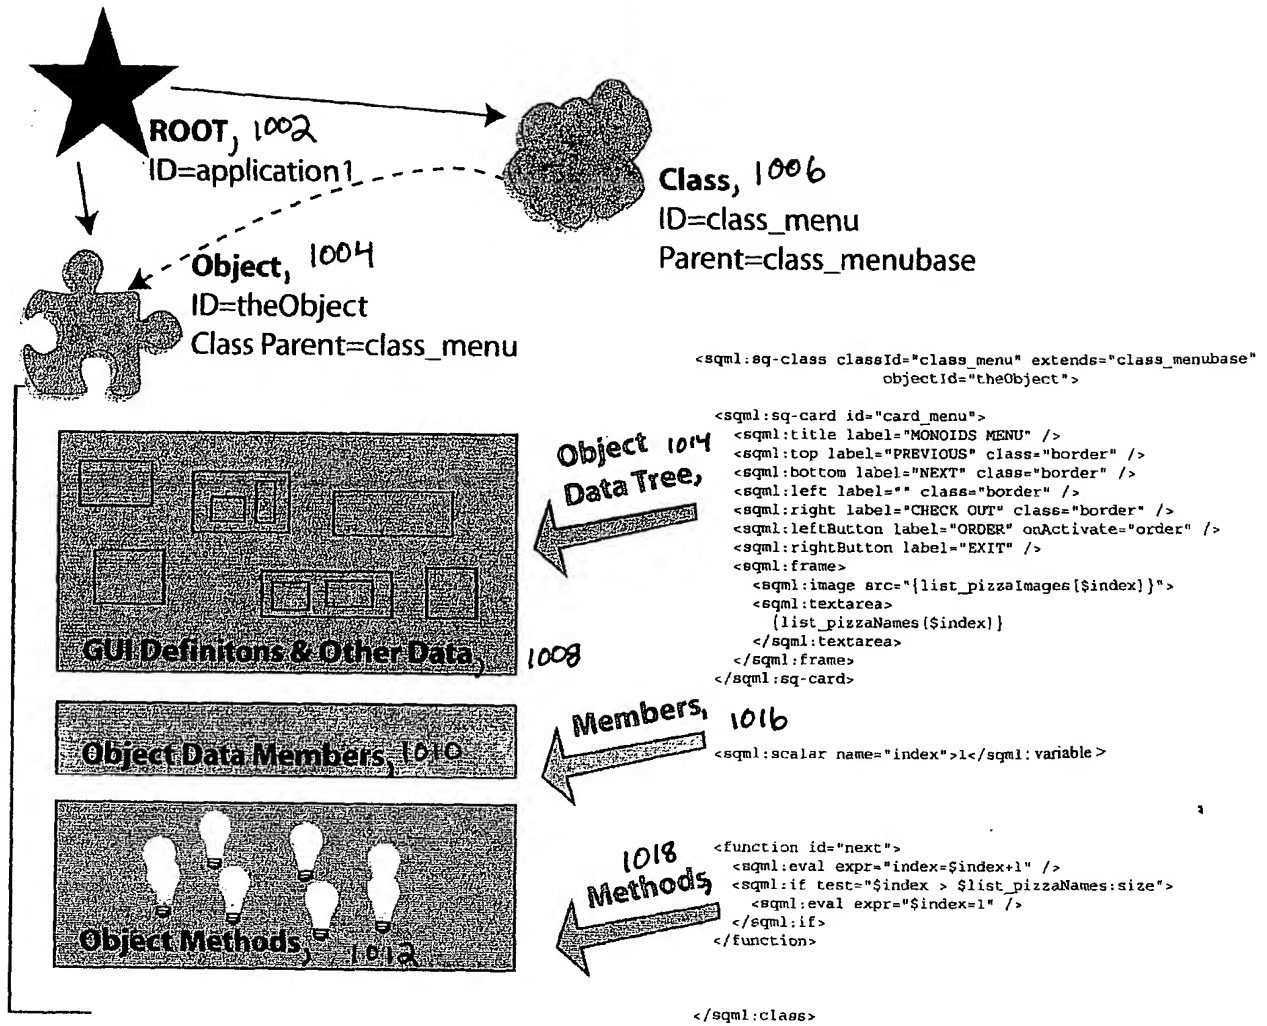 ROOT, 1002
ID=application1
Class, 1006
ID=class_menu
Parent=class_menubase
Object, 1004
ID=theObject
Class Parent=class_menu
<sqml:sq-class classId="class_menu" extends="class_menubase"
objectId="theObject">
<sqml:sq-card id="card_menu">
<sqml:title label="MONOIDS MENU" />
<sqml:top label="PREVIOUS" class="border" />
<sqml:bottom label="NEXT" class="border" />
<sqml:left label="" class="border" />
<sqml:right label="CHECK OUT" class="border" />
<sqml:leftButton label="ORDER" onActivate="order" />
<sqml:rightButton label="EXIT" />
<sqml:frame>
<sqml:image src="{list_pizzaImages[$index]}">
<sqml:textarea>
{list_pizzaNames[$index]}
</sqml:textarea>
</sqml:frame>
</sqml:sq-card>
Object 1014
Data Tree,
GUI Definitons & Other Data, 1008
Members, 1016
<sqml:scalar name="index">1</sqml:variable>
Object Data Members, 1010
1018
Methods,
<function id="next">
<sqml:eval expr="index=$index+1" />
<sqml:if test="$index > $list_pizzaNames:size">
<sqml:eval expr="$index=1" />
</sqml:if>
</function>
Object Methods, 1012
</sqml:class>